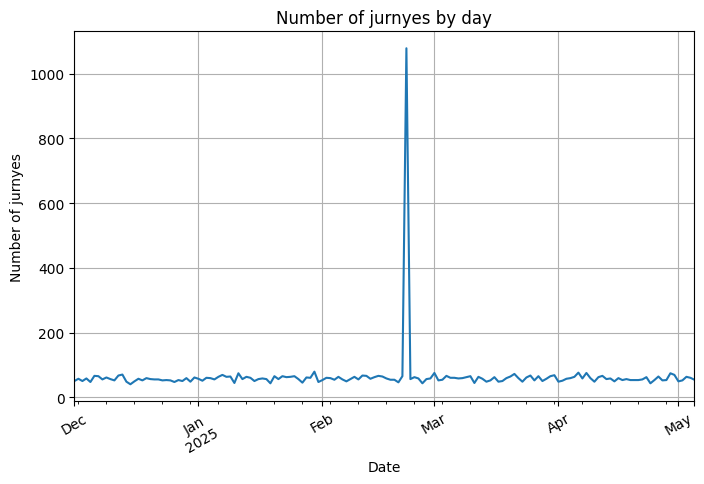 Number of jurnyes by day
1000
800
600
400
200
0
Number of jurnyes
Dec
Jan
2025
Feb
Mar
Apr
May
Date